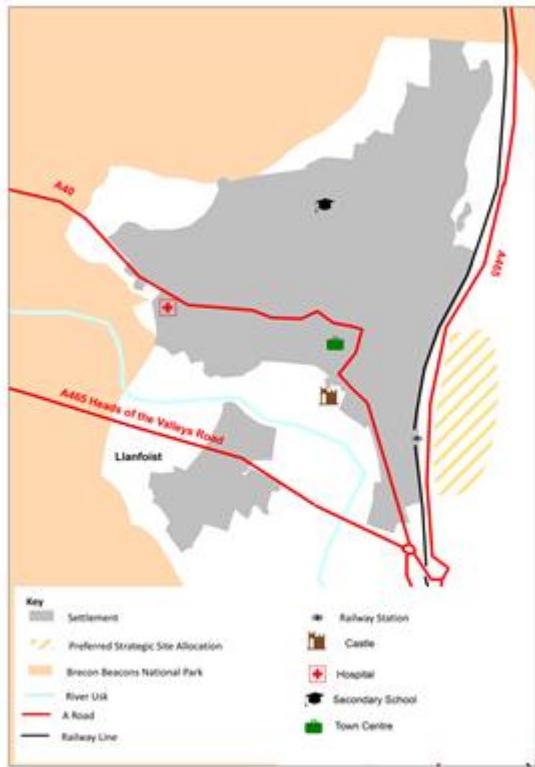 A40
A465
A465 Heads of the Valleys Road
Llanfoist
Key
Settlement
Preferred Strategic Site Allocation
Brecon Beacons National Park
River Usk
A Road
Railway Line
Railway Station
Castle
Hospital
Secondary School
Town Centre